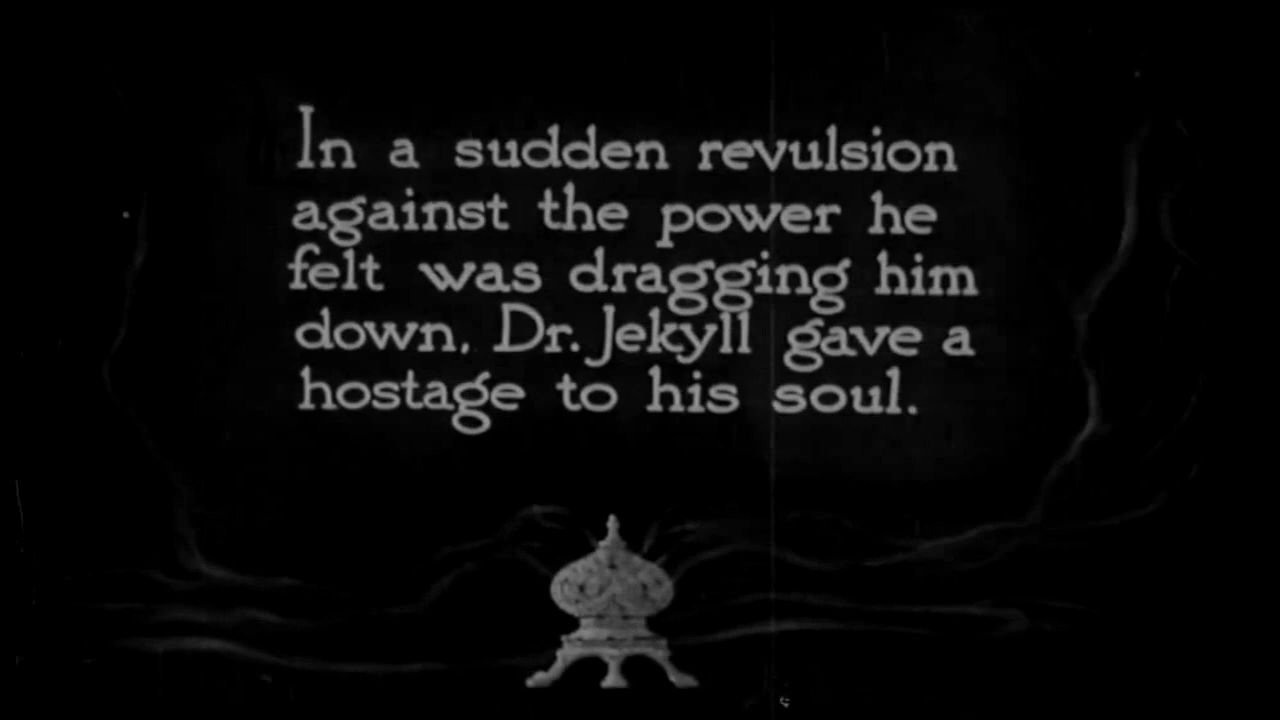 In a sudden revulsion
against the power he
felt was dragging him
down, Dr. Jekyll gave a
hostage to his soul.